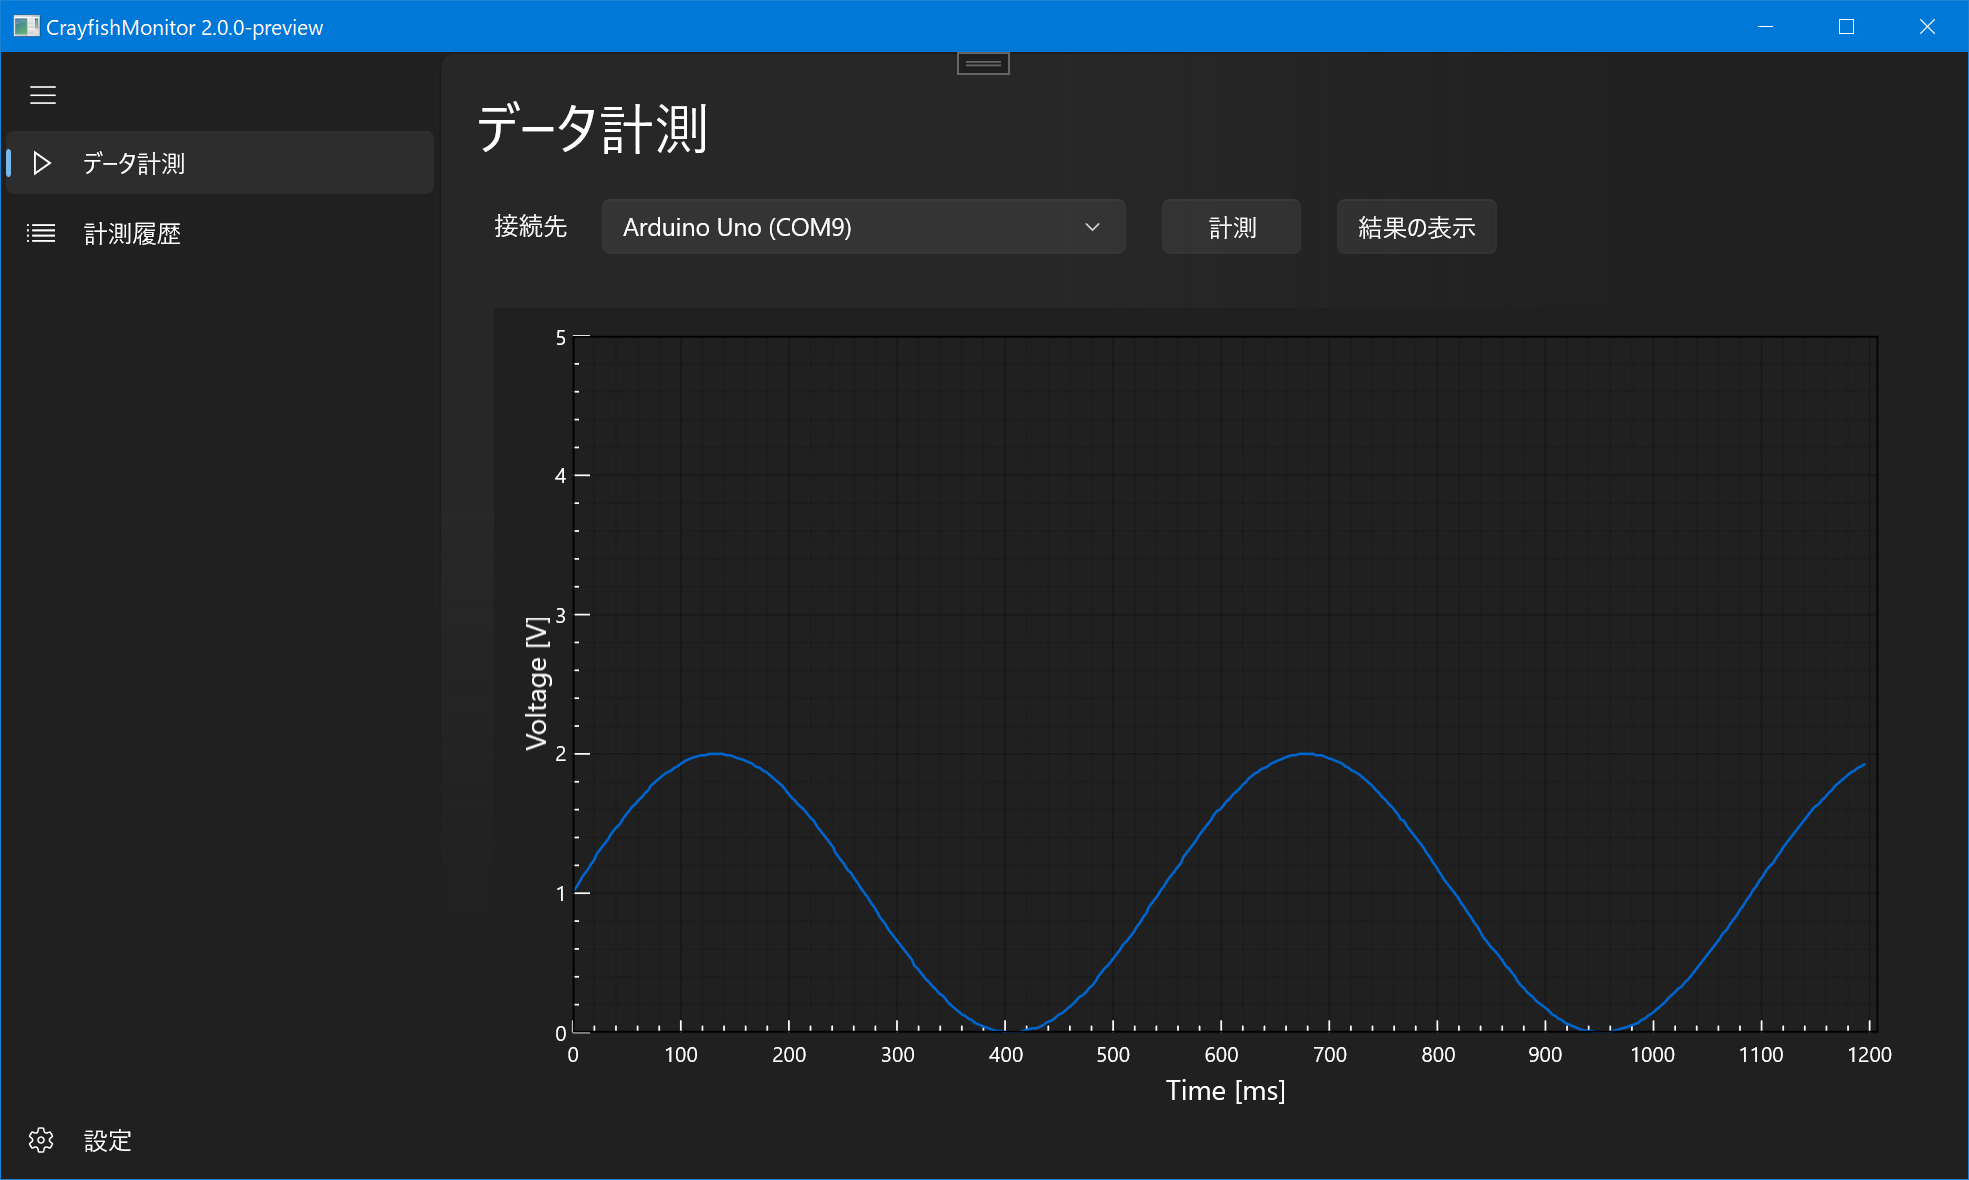 CrayfishMonitor 2.0.0-preview
データ計測
計測履歴
設定
データ計測
接続先
Arduino Uno (COM9)
計測
結果の表示
Voltage [V]
5
4
3
2
1
0
0 100 200 300 400 500 600 700 800 900 1000 1100 1200
Time [ms]